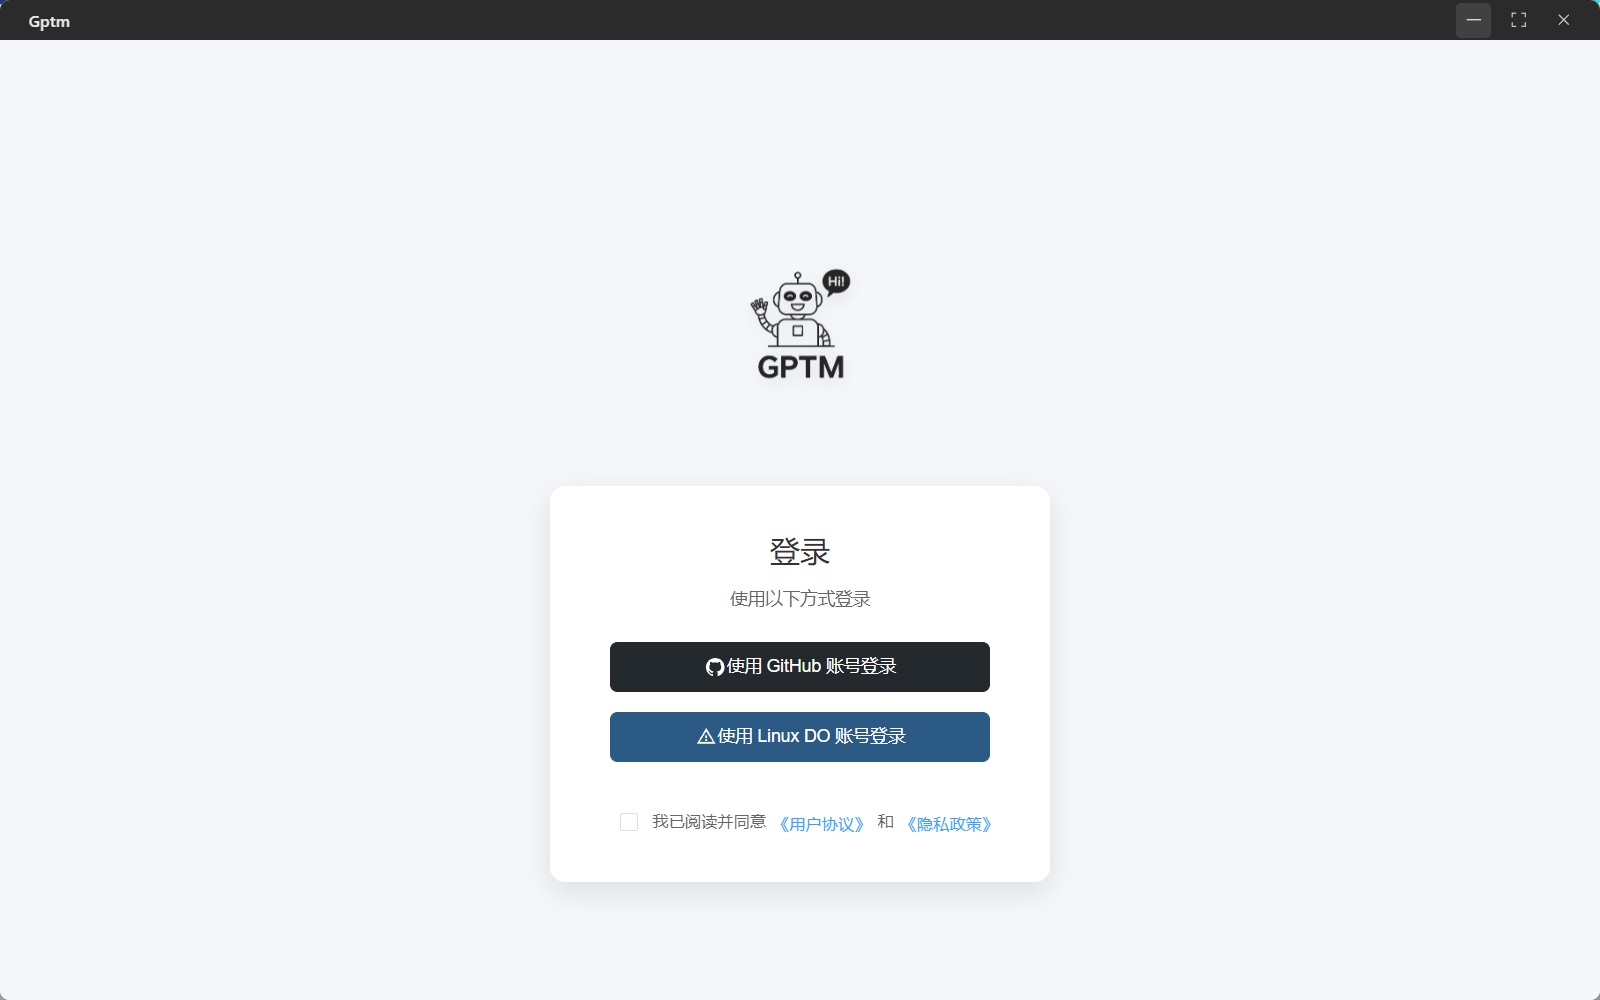 Gptm
Hi!
GPTM
登录
使用以下方式登录
使用 GitHub 账号登录
使用 Linux DO 账号登录
我已阅读并同意 《用户协议》 和 《隐私政策》